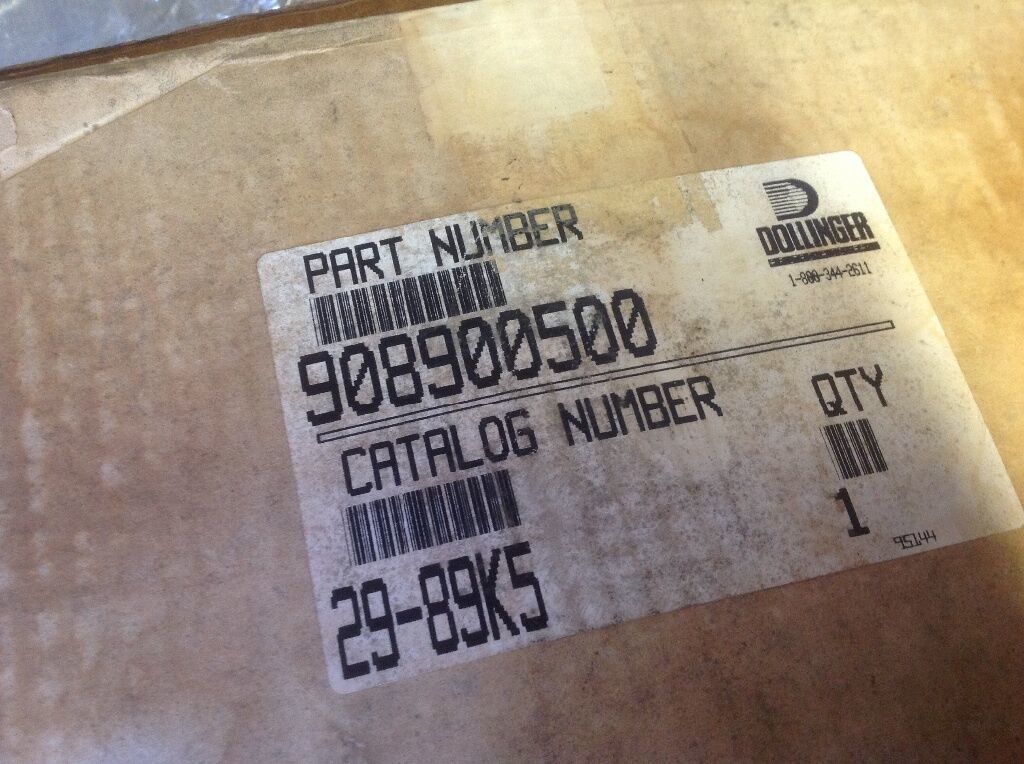 PART NUMBER
908900500
DOLLINGER
1-800-344-2611
CATALOG NUMBER
29-89K5
QTY
1
95144